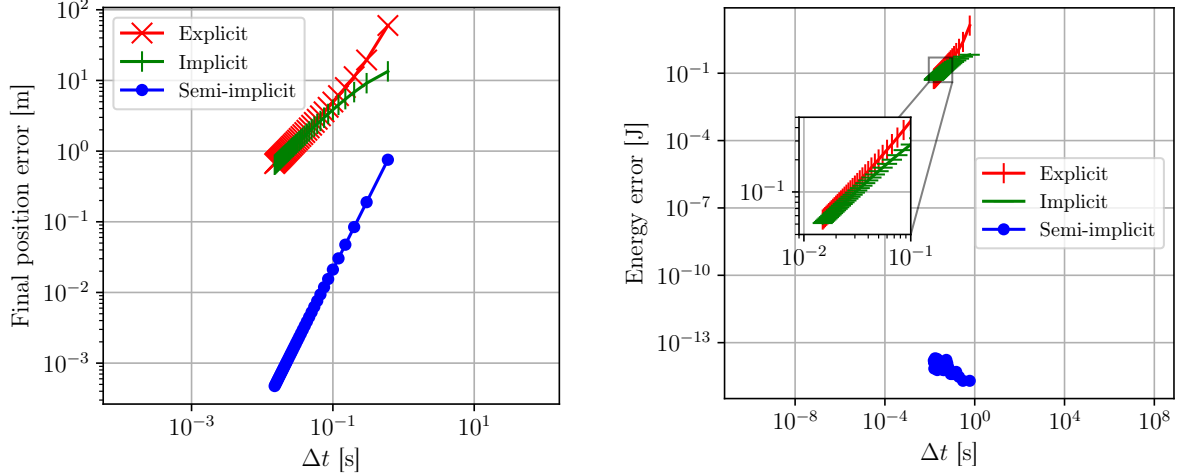 10^2
10^1
10^0
10^-1
10^-2
10^-3
Final position error [m]
Explicit
Implicit
Semi-implicit
10^-3
10^-1
10^1
Δt [s]
10^-1
10^-4
10^-7
10^-10
10^-13
Energy error [J]
10^-1
10^-2
10^-1
Explicit
Implicit
Semi-implicit
10^-8
10^-4
10^0
10^4
10^8
Δt [s]